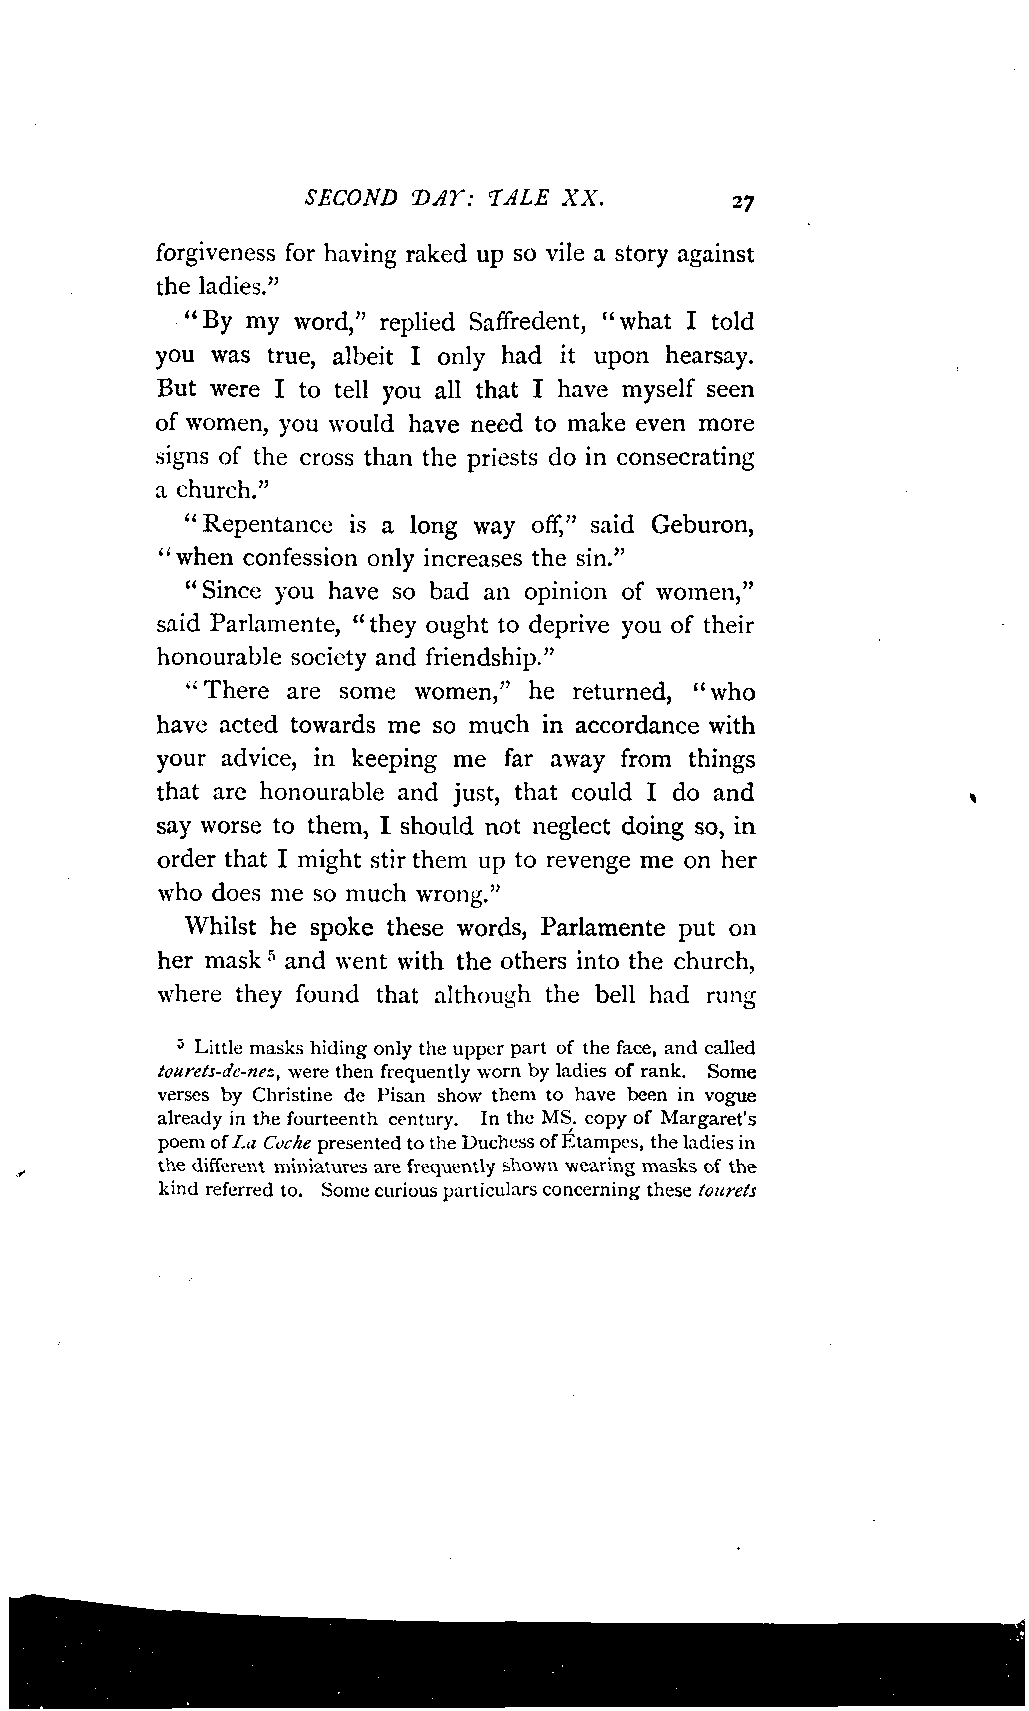 SECOND DAY: TALE XX. 27
forgiveness for having raked up so vile a story against
the ladies."
"By my word," replied Saffredent, "what I told
you was true, albeit I only had it upon hearsay.
But were I to tell you all that I have myself seen
of women, you would have need to make even more
signs of the cross than the priests do in consecrating
a church."
"Repentance is a long way off," said Geburon,
"when confession only increases the sin."
"Since you have so bad an opinion of women,"
said Parlamente, "they ought to deprive you of their
honourable society and friendship."
"There are some women," he returned, "who
have acted towards me so much in accordance with
your advice, in keeping me far away from things
that are honourable and just, that could I do and
say worse to them, I should not neglect doing so, in
order that I might stir them up to revenge me on her
who does me so much wrong."
Whilst he spoke these words, Parlamente put on
her mask ⁵ and went with the others into the church,
where they found that although the bell had rung
⁵ Little masks hiding only the upper part of the face, and called
tourets-de-nez, were then frequently worn by ladies of rank. Some
verses by Christine de Pisan show them to have been in vogue
already in the fourteenth century. In the MS. copy of Margaret's
poem of La Coche presented to the Duchess of Étampes, the ladies in
the different miniatures are frequently shown wearing masks of the
kind referred to. Some curious particulars concerning these tourets